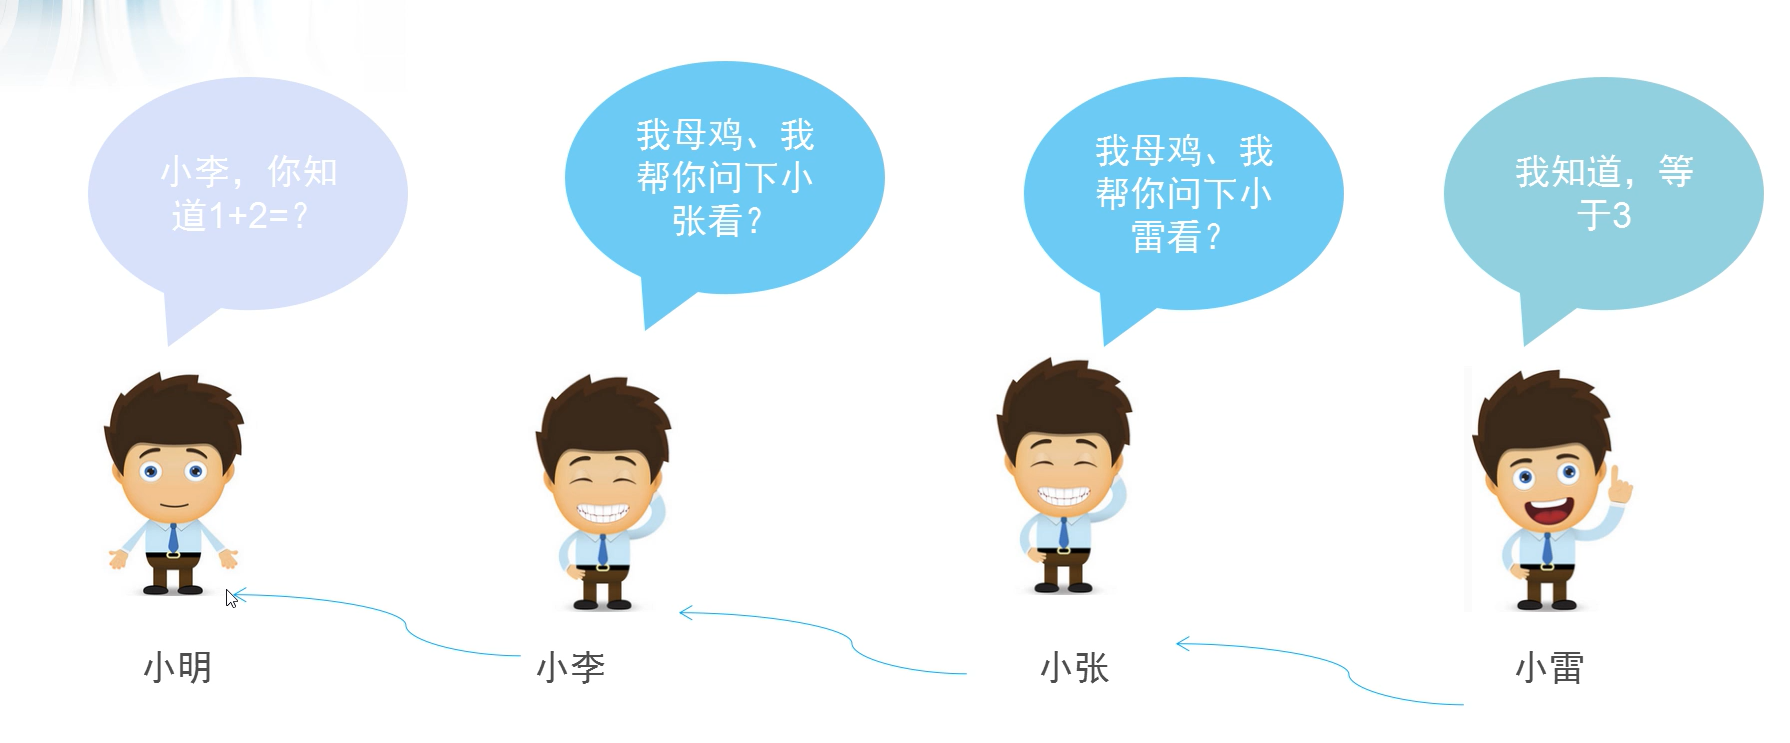 小李，你知
道1+2=？
我母鸡、我
帮你问下小
张看？
我母鸡、我
帮你问下小
雷看？
我知道，等
于3
小明
小李
小张
小雷